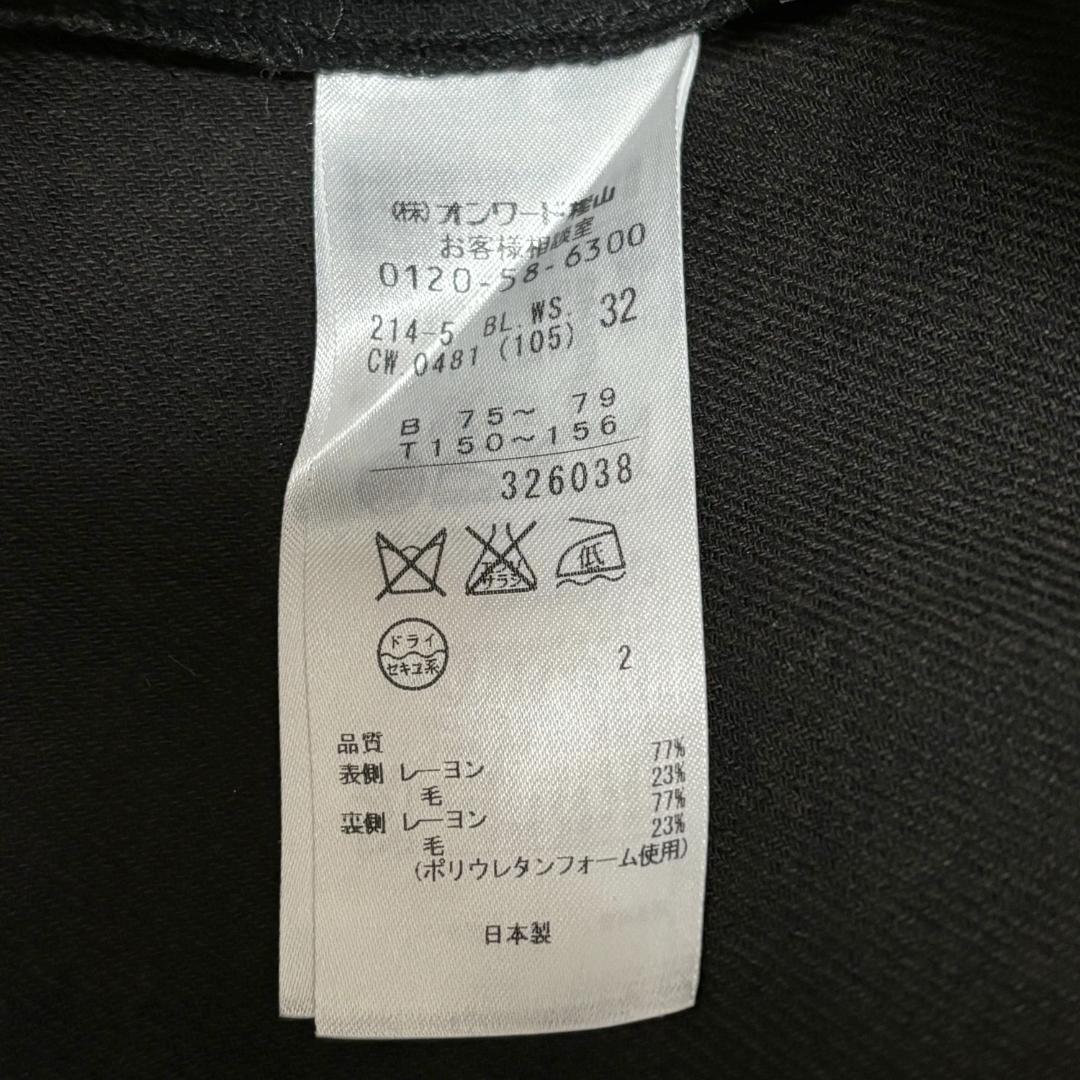 (株)オンワード樫山
お客様相談室
0120-58-6300
214-5 BL.WS. 32
CW 0481 (105)
B 75～ 79
T150～156
326038
低
サラシ
ドライ
セキユ系
2
品質
表側 レーヨン 77%
毛 23%
裏側 レーヨン 77%
毛 23%
(ポリウレタンフォーム使用)
日本製